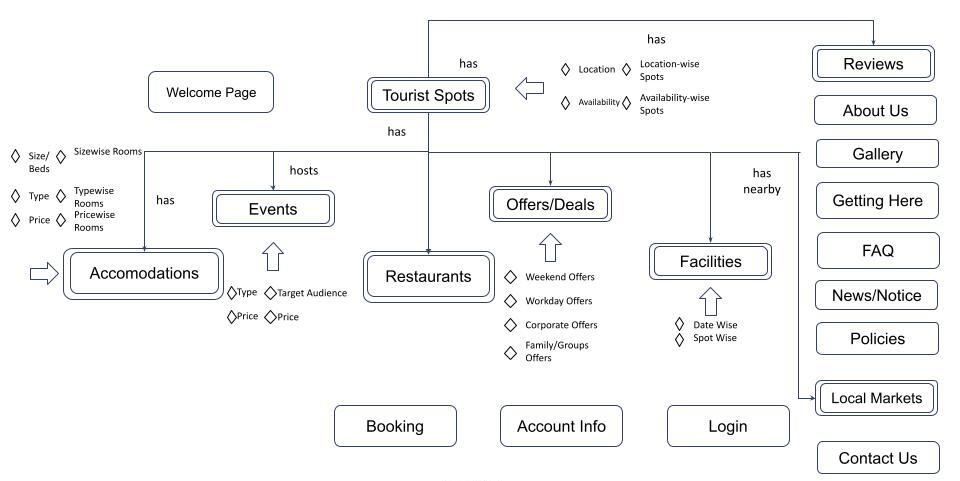 has
has
Reviews
Location
Location-wise
Spots
Welcome Page
Tourist Spots
Availability
Availability-wise
Spots
About Us
has
Size/
Beds
Sizewise Rooms
Gallery
hosts
has
nearby
Type
Typewise
Rooms
has
Events
Offers/Deals
Getting Here
Price
Pricewise
Rooms
Accomodations
Restaurants
Facilities
FAQ
Type
Target Audience
Weekend Offers
News/Notice
Price
Price
Workday Offers
Corporate Offers
Date Wise
Spot Wise
Policies
Family/Groups
Offers
Local Markets
Booking
Account Info
Login
Contact Us